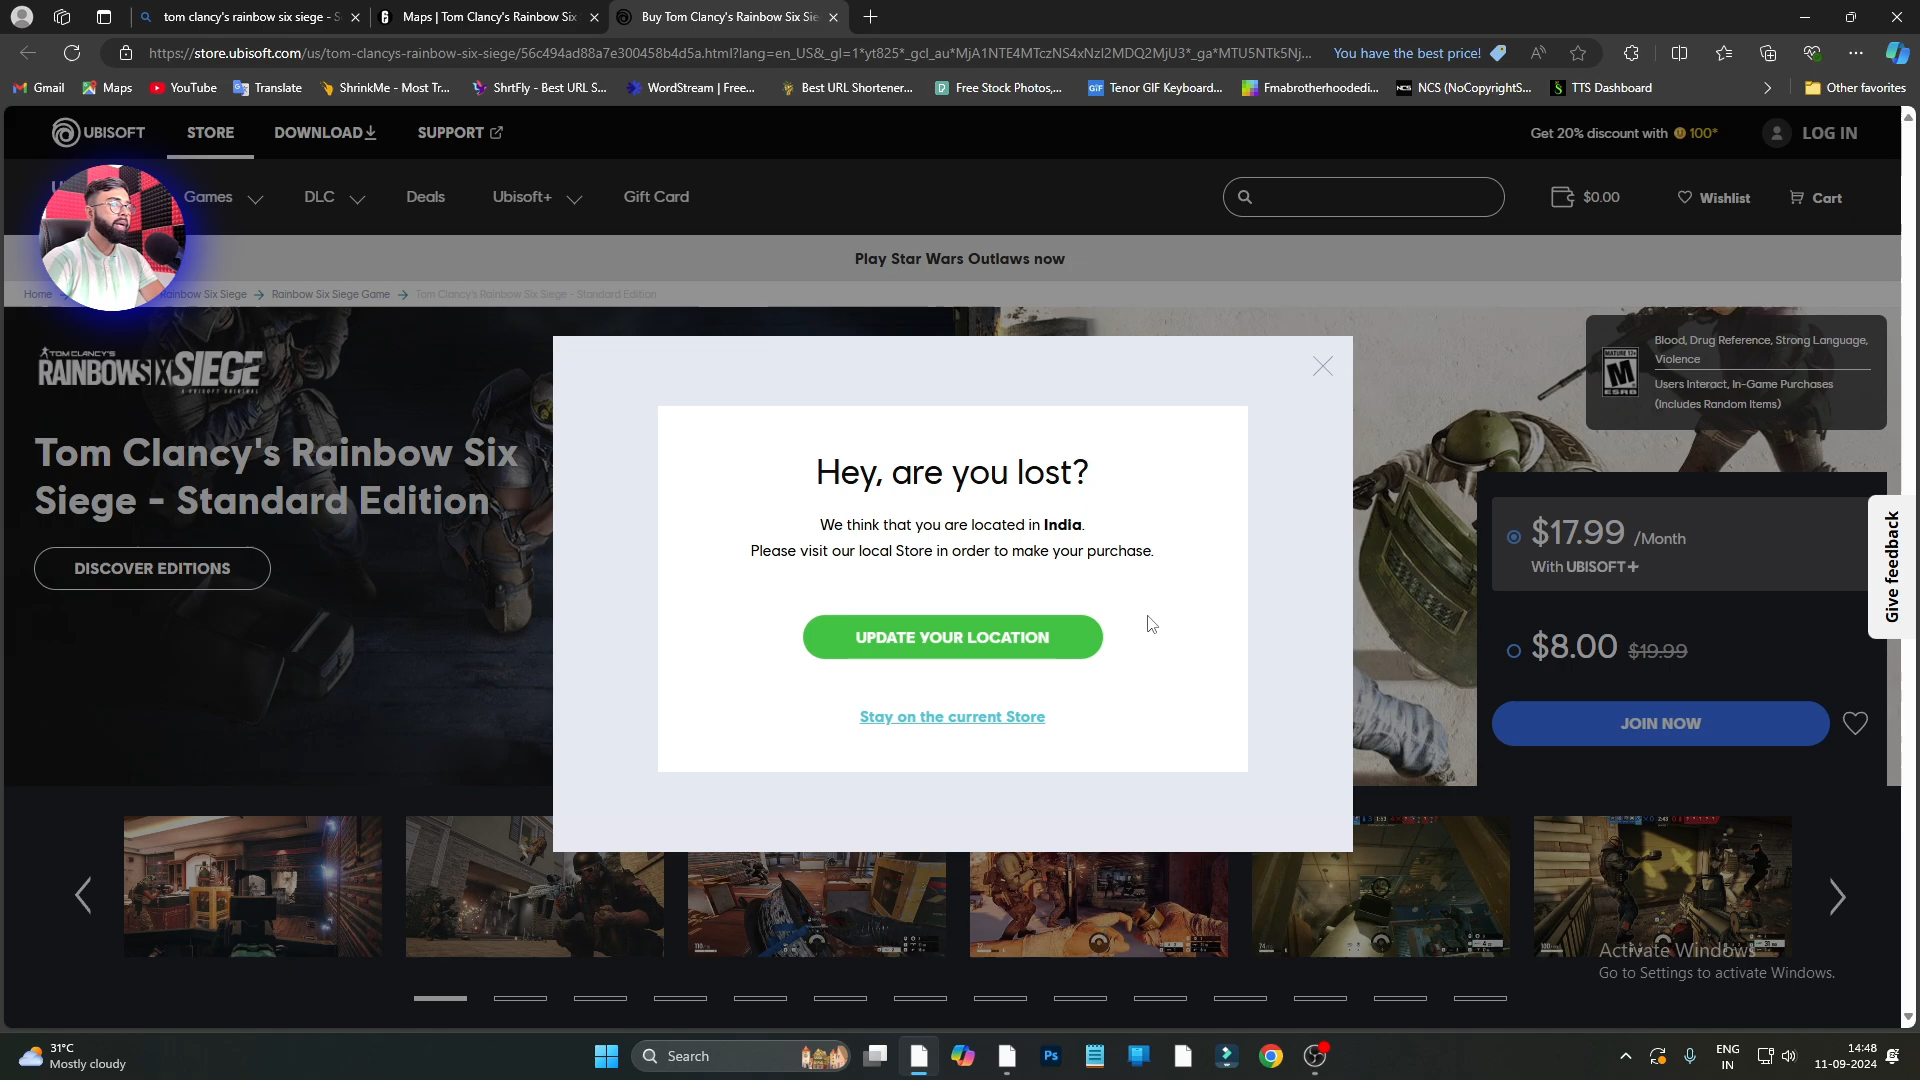 tom clancy's rainbow six siege - S
Maps | Tom Clancy's Rainbow Six
Buy Tom Clancy's Rainbow Six Sie
https://store.ubisoft.com/us/tom-clancys-rainbow-six-siege/56c494ad88a7e300458b4d5a.html?lang=en_US&_gl=1*yt825*_gcl_au*MjA1NTE4MTczNS4xNzI2MDQ2MjU3*_ga*MTU5NTk5Nj...
You have the best price!
Gmail
Maps
YouTube
Translate
ShrinkMe - Most Tr...
ShrtFly - Best URL S...
WordStream | Free...
Best URL Shortener...
Free Stock Photos,...
Tenor GIF Keyboard...
Fmabrotherhoodedi...
NCS (NoCopyrightS...
TTS Dashboard
Other favorites
UBISOFT
STORE
DOWNLOAD
SUPPORT
Get 20% discount with 100*
LOG IN
Games
DLC
Deals
Ubisoft+
Gift Card
$0.00
Wishlist
Cart
Play Star Wars Outlaws now
Home
Rainbow Six Siege
Rainbow Six Siege Game
Tom Clancy's Rainbow Six Siege - Standard Edition
TOM CLANCY'S
RAINBOWSIX SIEGE
A UBISOFT ORIGINAL
Tom Clancy's Rainbow Six
Siege - Standard Edition
DISCOVER EDITIONS
MATURE 17+
M
ESRB
Blood, Drug Reference, Strong Language,
Violence
Users Interact, In-Game Purchases
(Includes Random Items)
Hey, are you lost?
We think that you are located in India.
Please visit our local Store in order to make your purchase.
UPDATE YOUR LOCATION
Stay on the current Store
$17.99 /Month
With UBISOFT+
$8.00 $19.99
JOIN NOW
Give feedback
Activate Windows
Go to Settings to activate Windows.
31°C
Mostly cloudy
Search
Ps
ENG
IN
14:48
11-09-2024